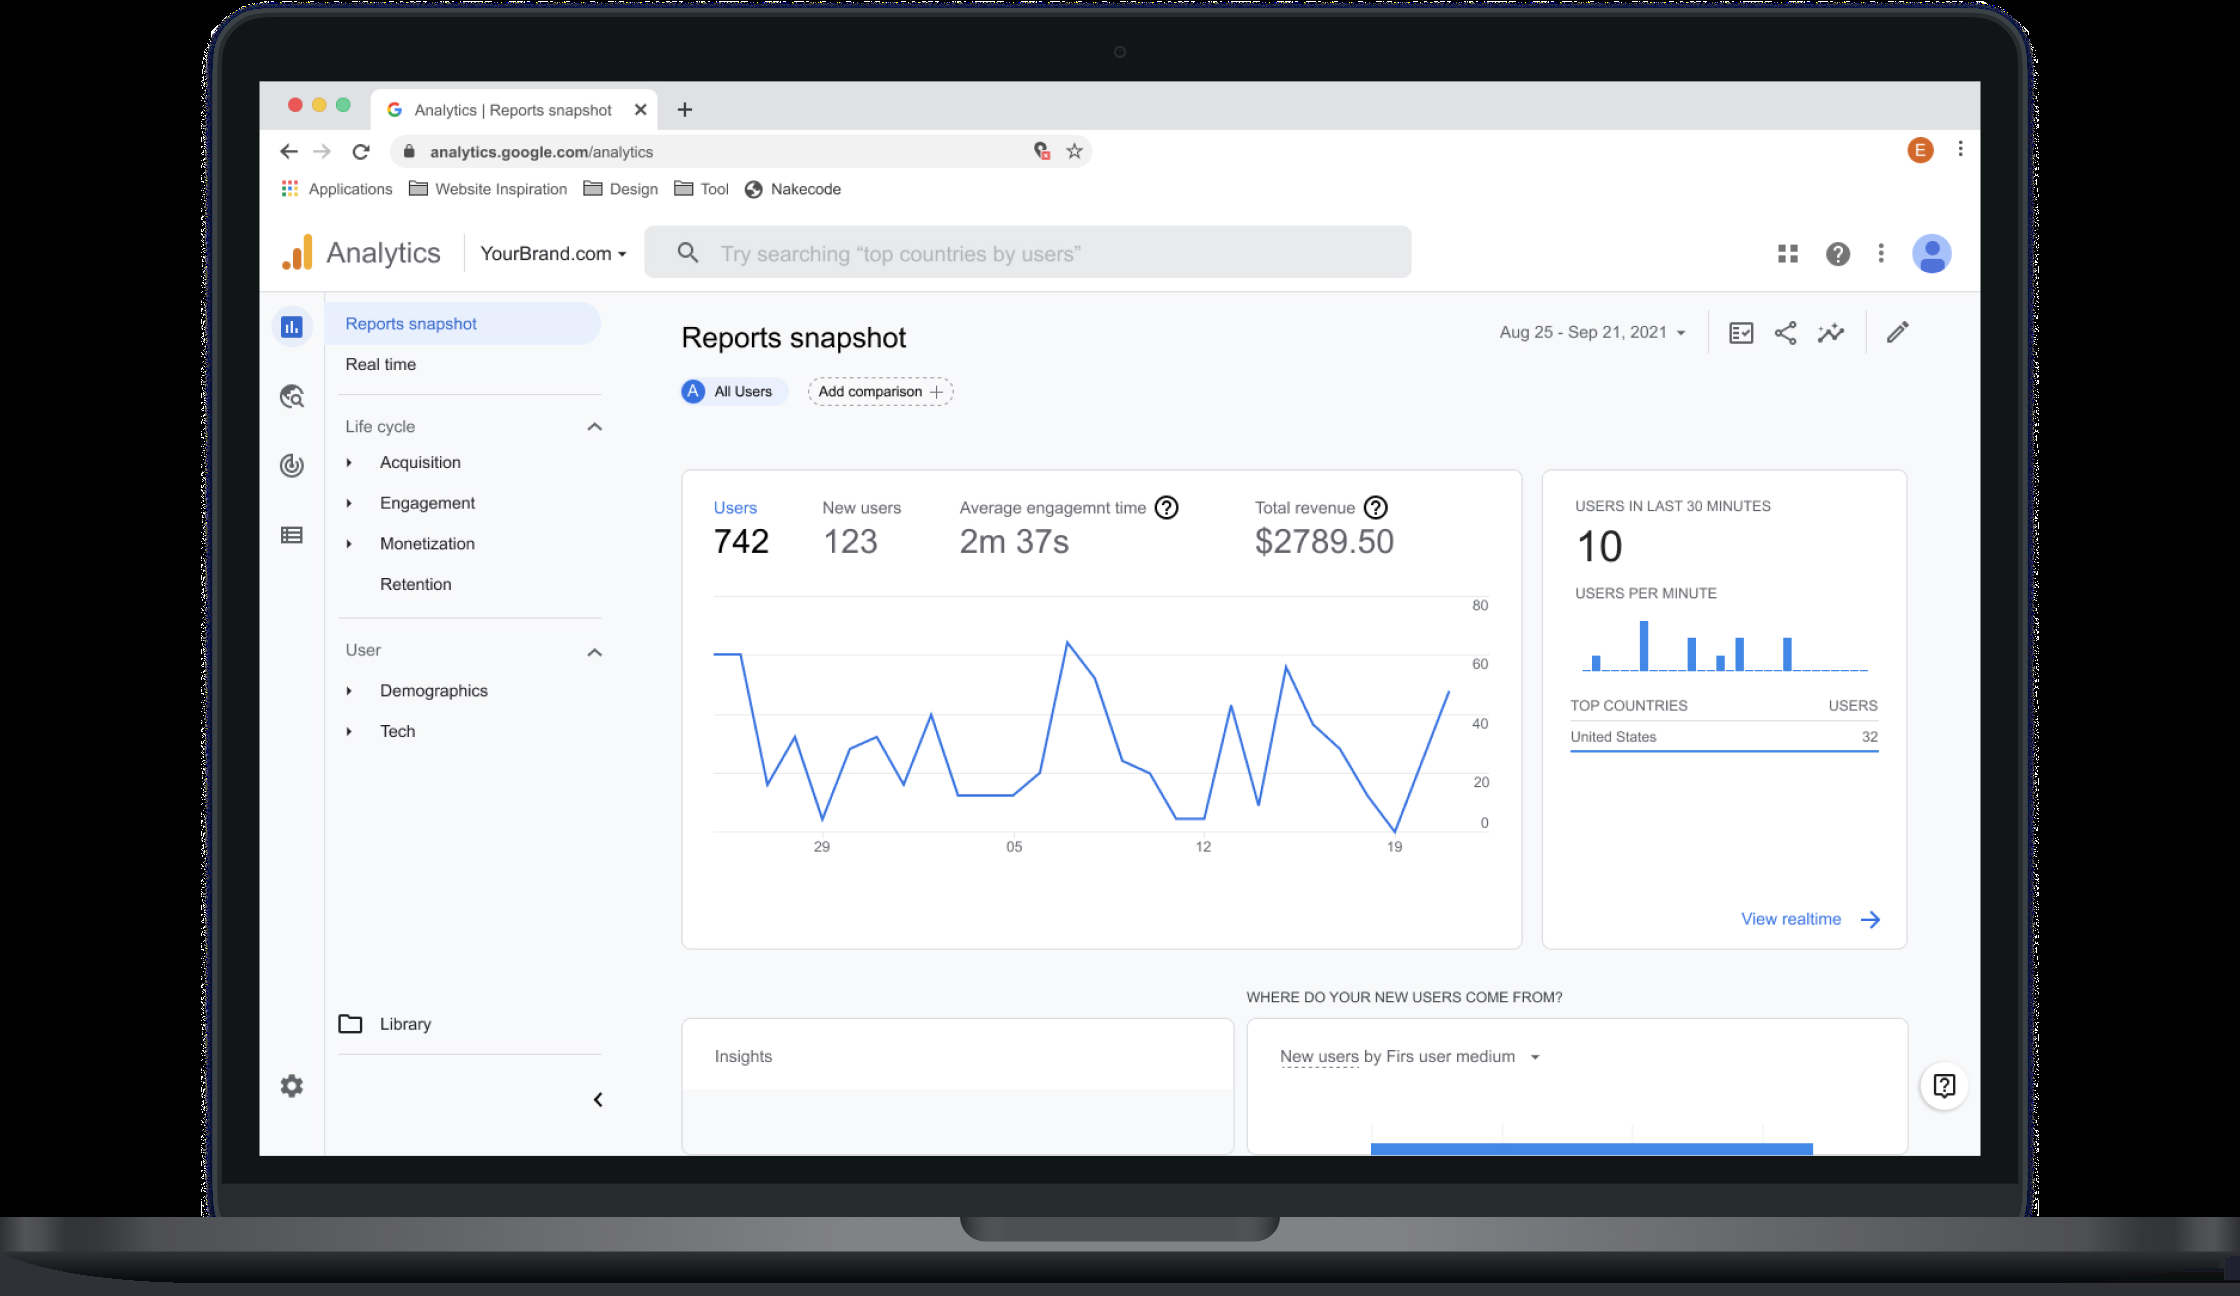 Analytics | Reports snapshot
analytics.google.com/analytics
E
Applications Website Inspiration Design Tool Nakecode
Analytics YourBrand.com Try searching “top countries by users”
Reports snapshot
Real time
Life cycle
Acquisition
Engagement
Monetization
Retention
User
Demographics
Tech
Library
Reports snapshot
Aug 25 - Sep 21, 2021
A All Users Add comparison
Users New users Average engagemnt time Total revenue
742 123 2m 37s $2789.50
80
60
40
20
0
29 05 12 19
USERS IN LAST 30 MINUTES
10
USERS PER MINUTE
TOP COUNTRIES USERS
United States 32
View realtime
Insights
WHERE DO YOUR NEW USERS COME FROM?
New users by Firs user medium